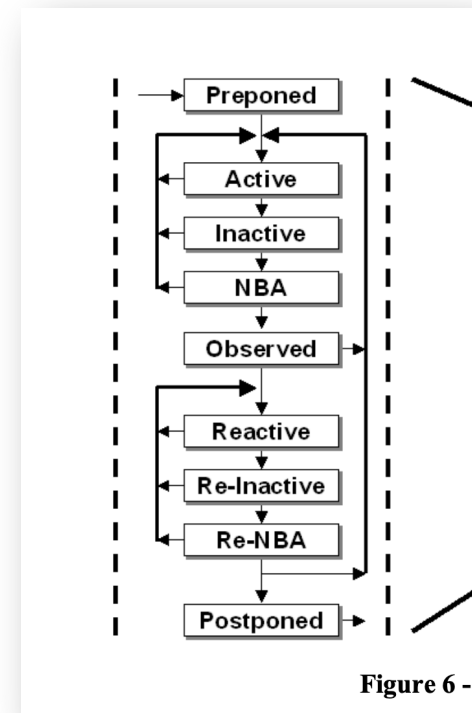 Preponed
Active
Inactive
NBA
Observed
Reactive
Re-Inactive
Re-NBA
Postponed
Figure 6 -